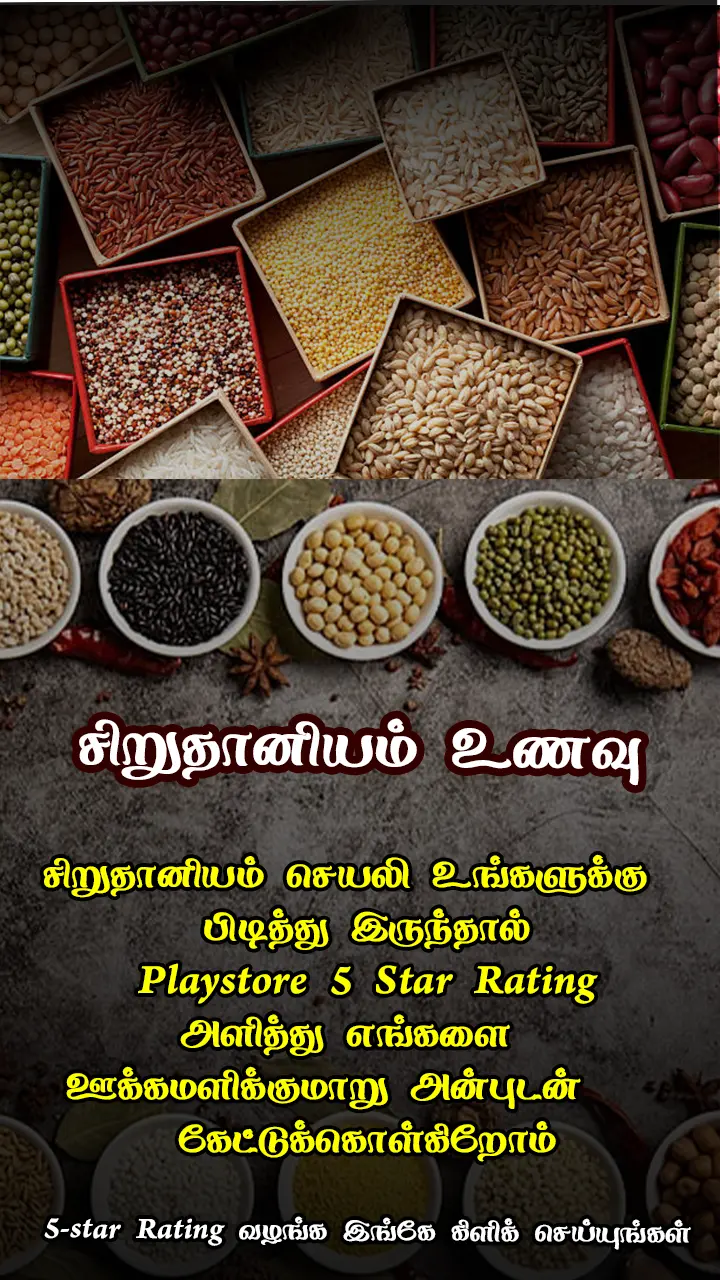 சிறுதானியம் உணவு
சிறுதானியம் செயலி உங்களுக்கு
பிடித்து இருந்தால்
Playstore 5 Star Rating
அளித்து எங்களை
ஊக்கமளிக்குமாறு அன்புடன்
கேட்டுக்கொள்கிறோம்
5-star Rating வழங்க இங்கே கிளிக் செய்யுங்கள்